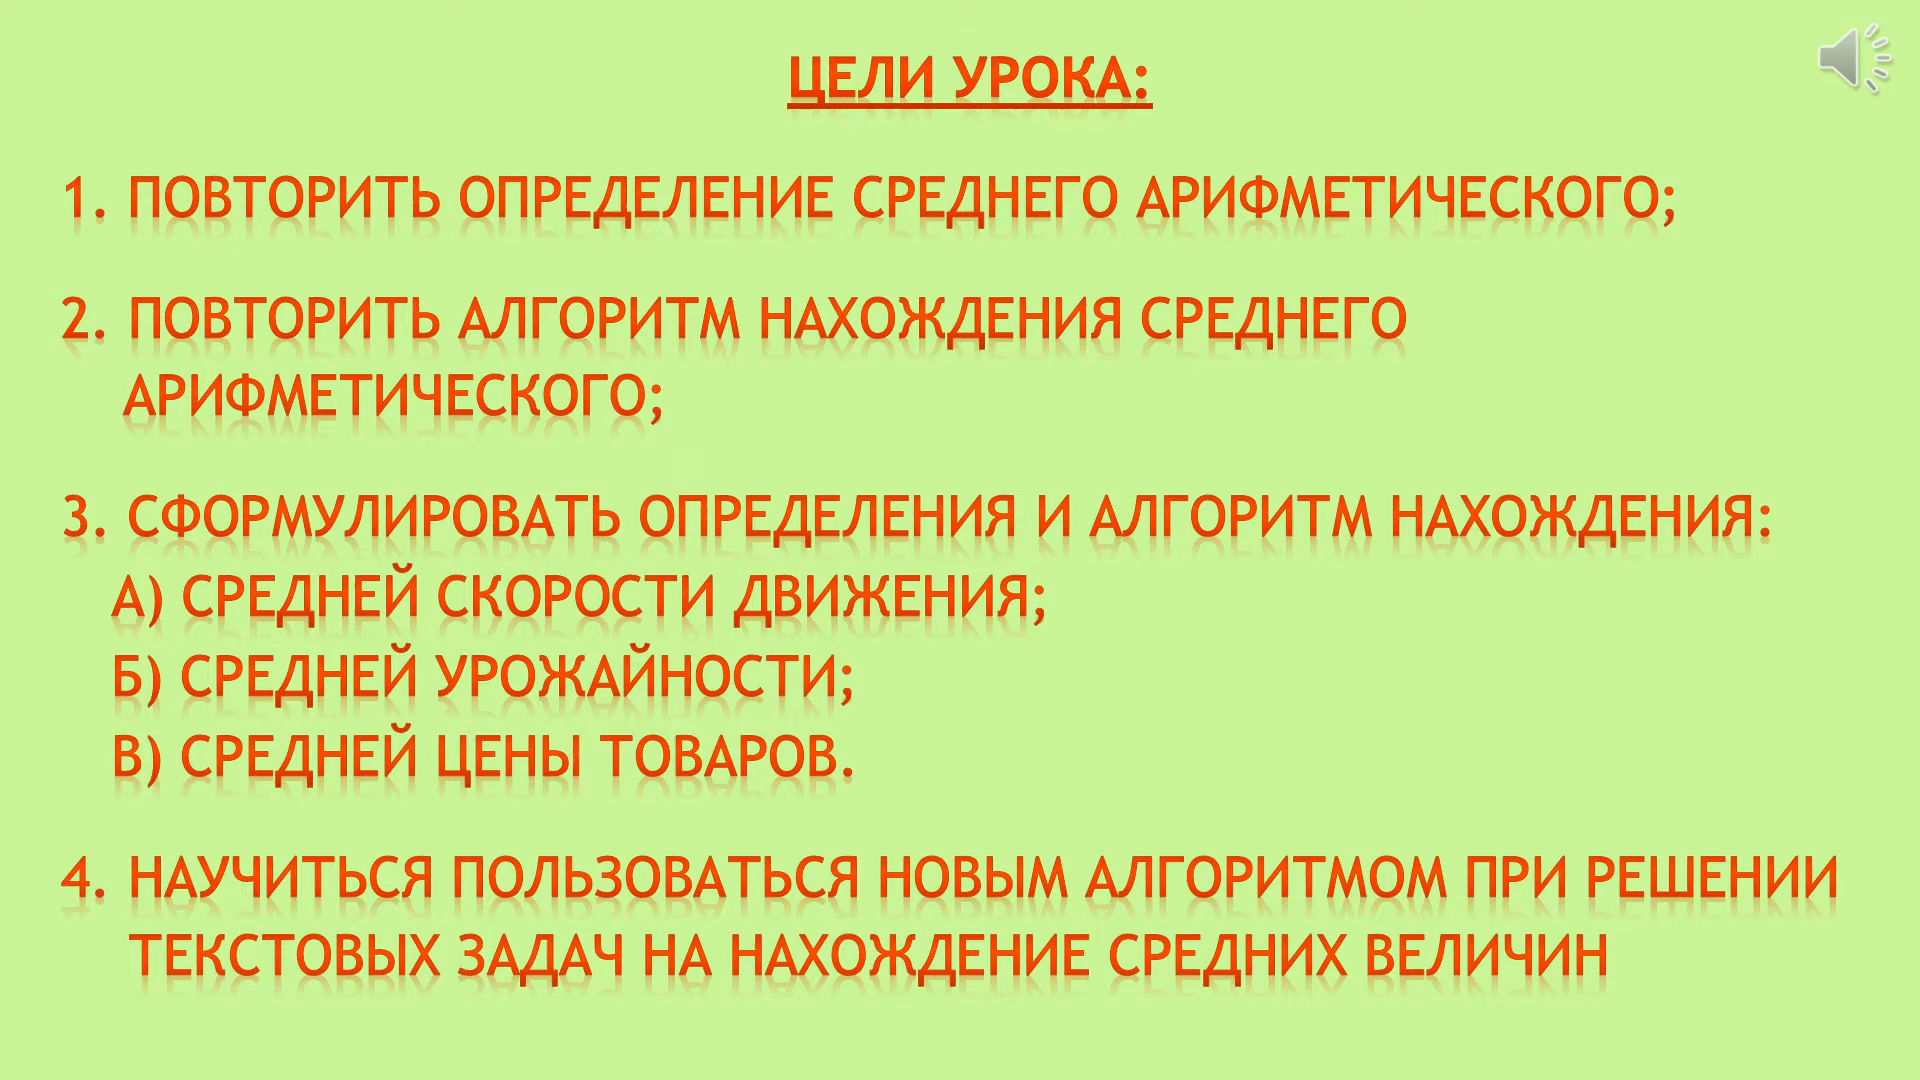 ЦЕЛИ УРОКА:
1. ПОВТОРИТЬ ОПРЕДЕЛЕНИЕ СРЕДНЕГО АРИФМЕТИЧЕСКОГО;
2. ПОВТОРИТЬ АЛГОРИТМ НАХОЖДЕНИЯ СРЕДНЕГО
АРИФМЕТИЧЕСКОГО;
3. СФОРМУЛИРОВАТЬ ОПРЕДЕЛЕНИЯ И АЛГОРИТМ НАХОЖДЕНИЯ:
А) СРЕДНЕЙ СКОРОСТИ ДВИЖЕНИЯ;
Б) СРЕДНЕЙ УРОЖАЙНОСТИ;
В) СРЕДНЕЙ ЦЕНЫ ТОВАРОВ.
4. НАУЧИТЬСЯ ПОЛЬЗОВАТЬСЯ НОВЫМ АЛГОРИТМОМ ПРИ РЕШЕНИИ
ТЕКСТОВЫХ ЗАДАЧ НА НАХОЖДЕНИЕ СРЕДНИХ ВЕЛИЧИН